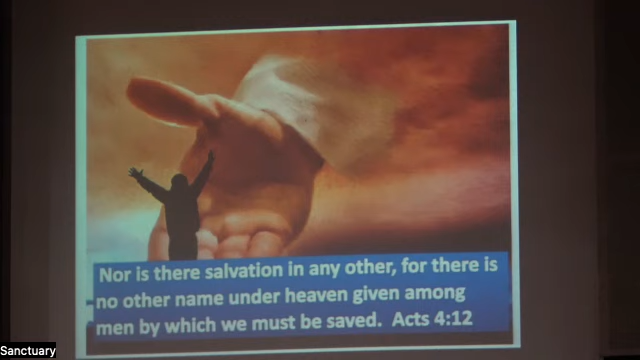 Nor is there salvation in any other, for there is
no other name under heaven given among
men by which we must be saved. Acts 4:12
Sanctuary